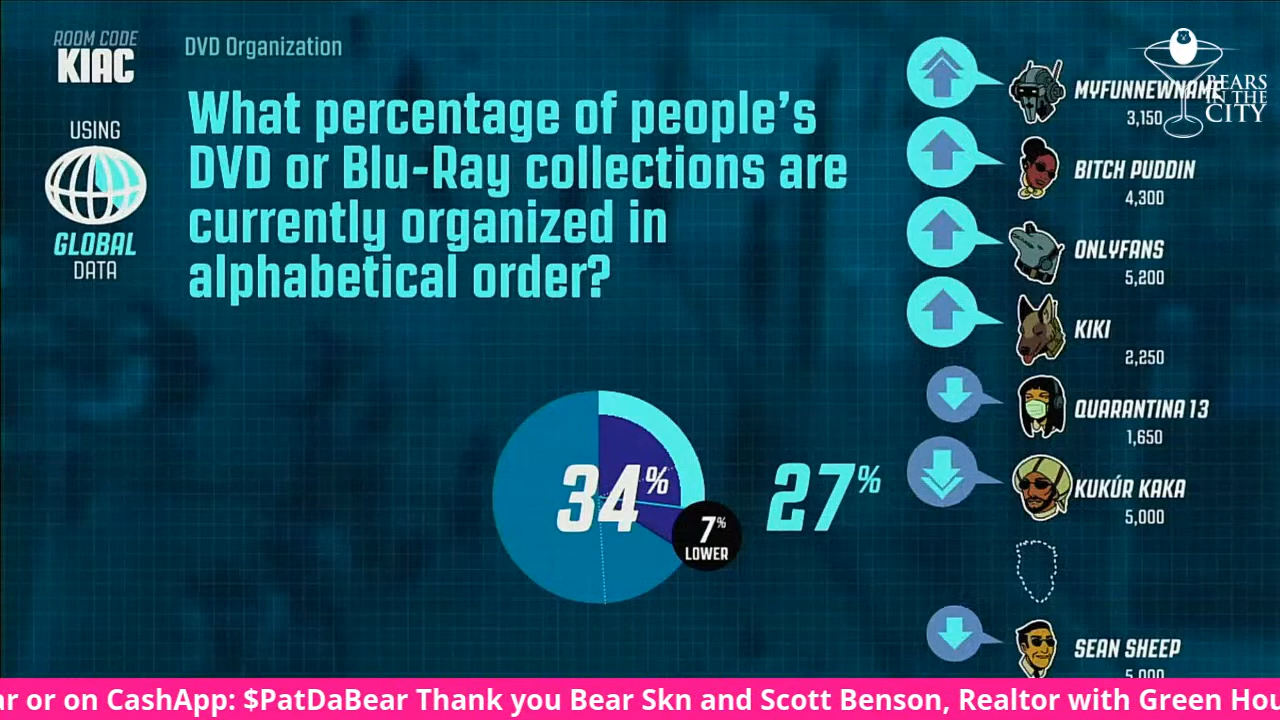 ROOM CODE
KIAC
USING
GLOBAL
DATA
DVD Organization
What percentage of people's
DVD or Blu-Ray collections are
currently organized in
alphabetical order?
34%
7%
LOWER
27%
MYFUNNEWNAME
3,150
BITCH PUDDIN
4,300
ONLYFANS
5,200
KIKI
2,250
QUARANTINA 13
1,650
KUKÚR KAKA
5,000
SEAN SHEEP
5,000
BEARS
IN THE
CITY
ar or on CashApp: $PatDaBear Thank you Bear Skn and Scott Benson, Realtor with Green Hou